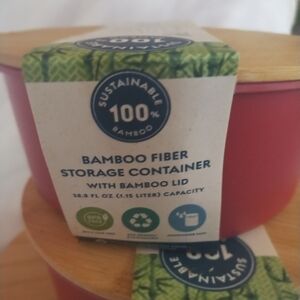 SUSTAINABLE
100%
BAMBOO
BAMBOO FIBER
STORAGE CONTAINER
WITH BAMBOO LID
38.8 FL OZ (1.15 LITER) CAPACITY
SUSTAINABLE
100